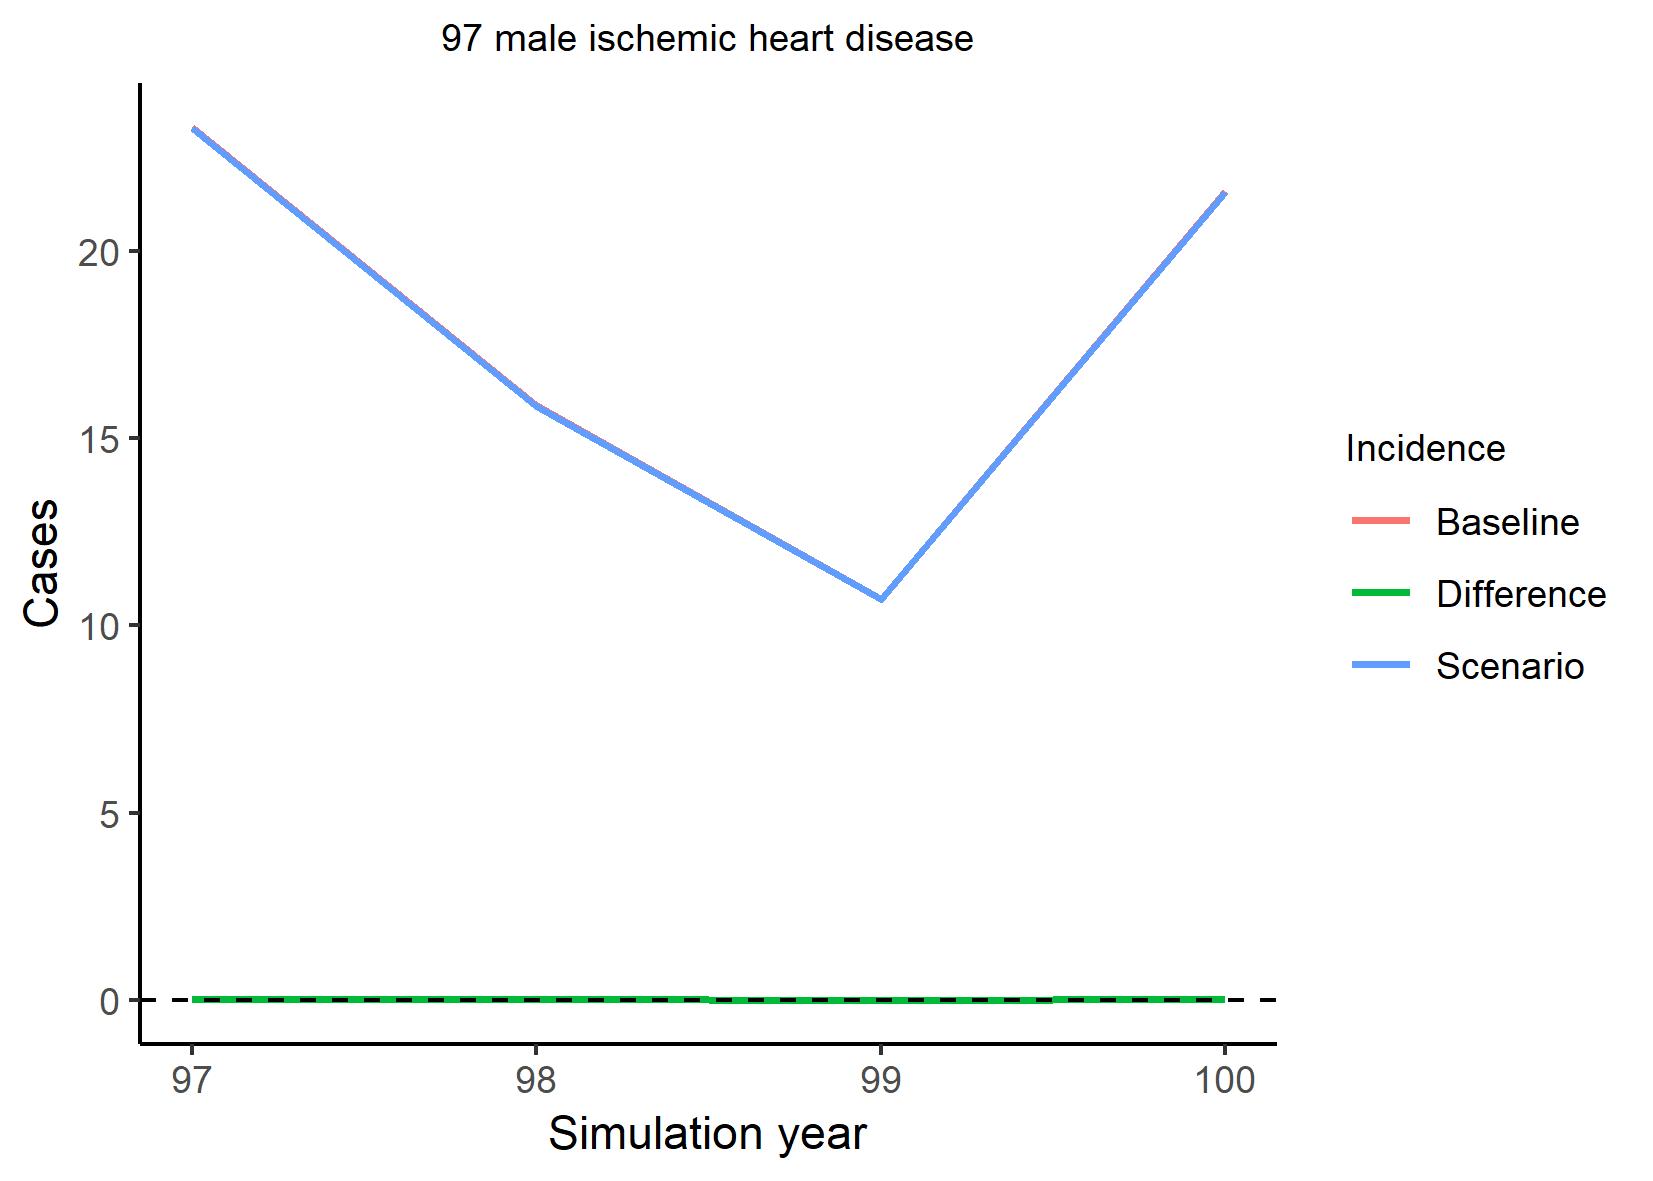 97 male ischemic heart disease
Cases
20
15
10
5
0
97 98 99 100
Simulation year
Incidence
Baseline
Difference
Scenario